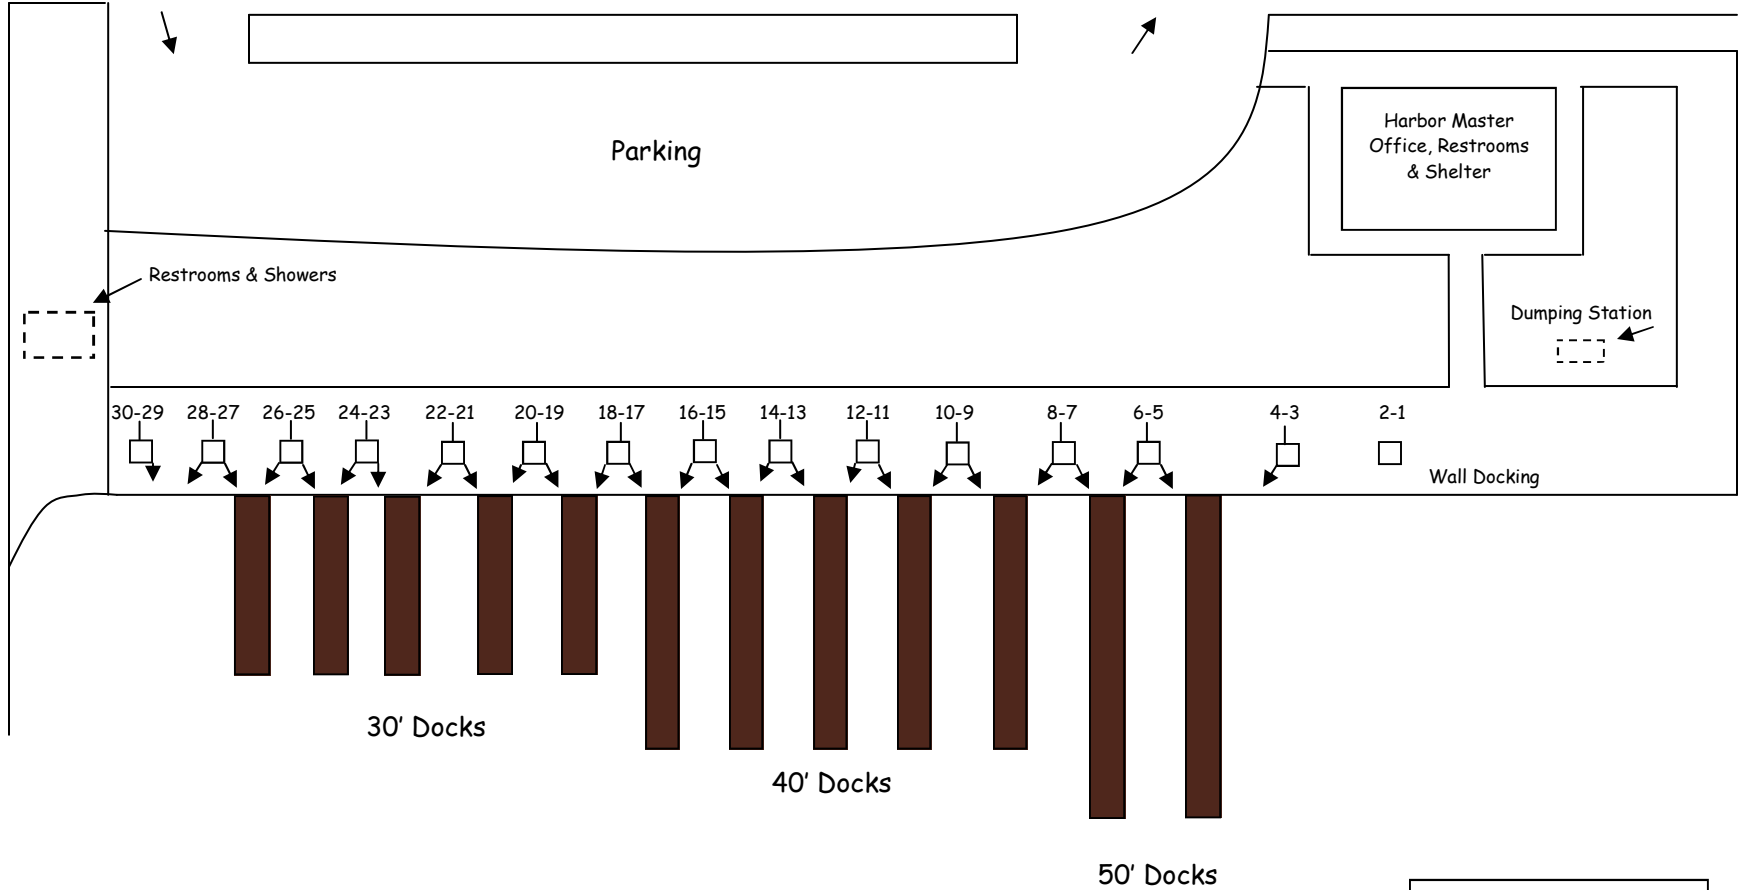 Parking
Harbor Master
Office, Restrooms
& Shelter
Restrooms & Showers
Dumping Station
30-29 28-27 26-25 24-23 22-21 20-19 18-17 16-15 14-13 12-11 10-9 8-7 6-5 4-3 2-1
Wall Docking
30' Docks
40' Docks
50' Docks